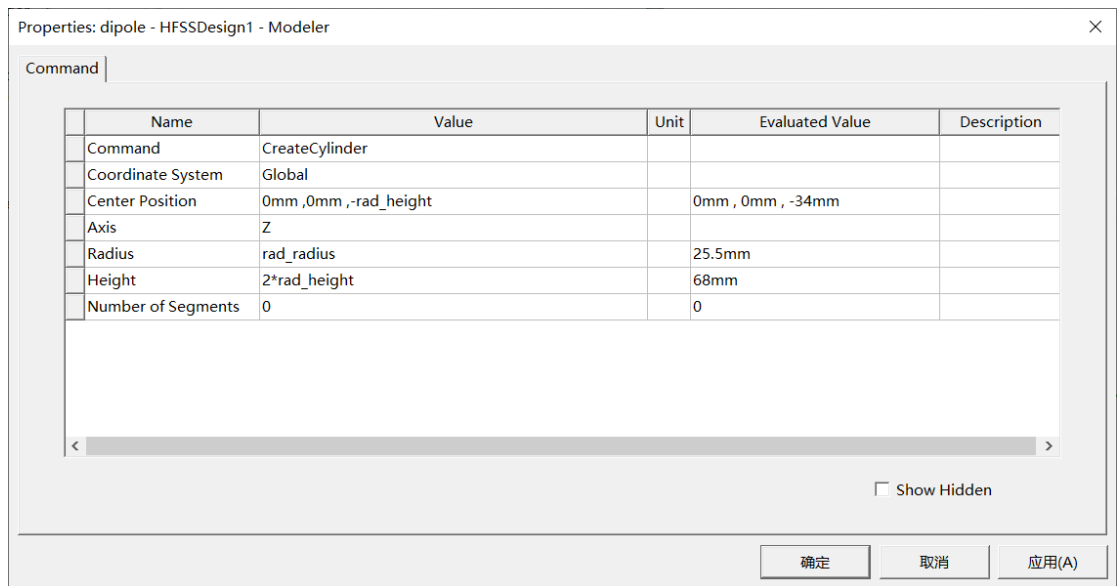 Properties: dipole - HFSSDesign1 - Modeler
Command
Name Value Unit Evaluated Value Description
Command CreateCylinder
Coordinate System Global
Center Position 0mm ,0mm ,-rad_height 0mm , 0mm , -34mm
Axis Z
Radius rad_radius 25.5mm
Height 2*rad_height 68mm
Number of Segments 0 0
Show Hidden
确定 取消 应用(A)